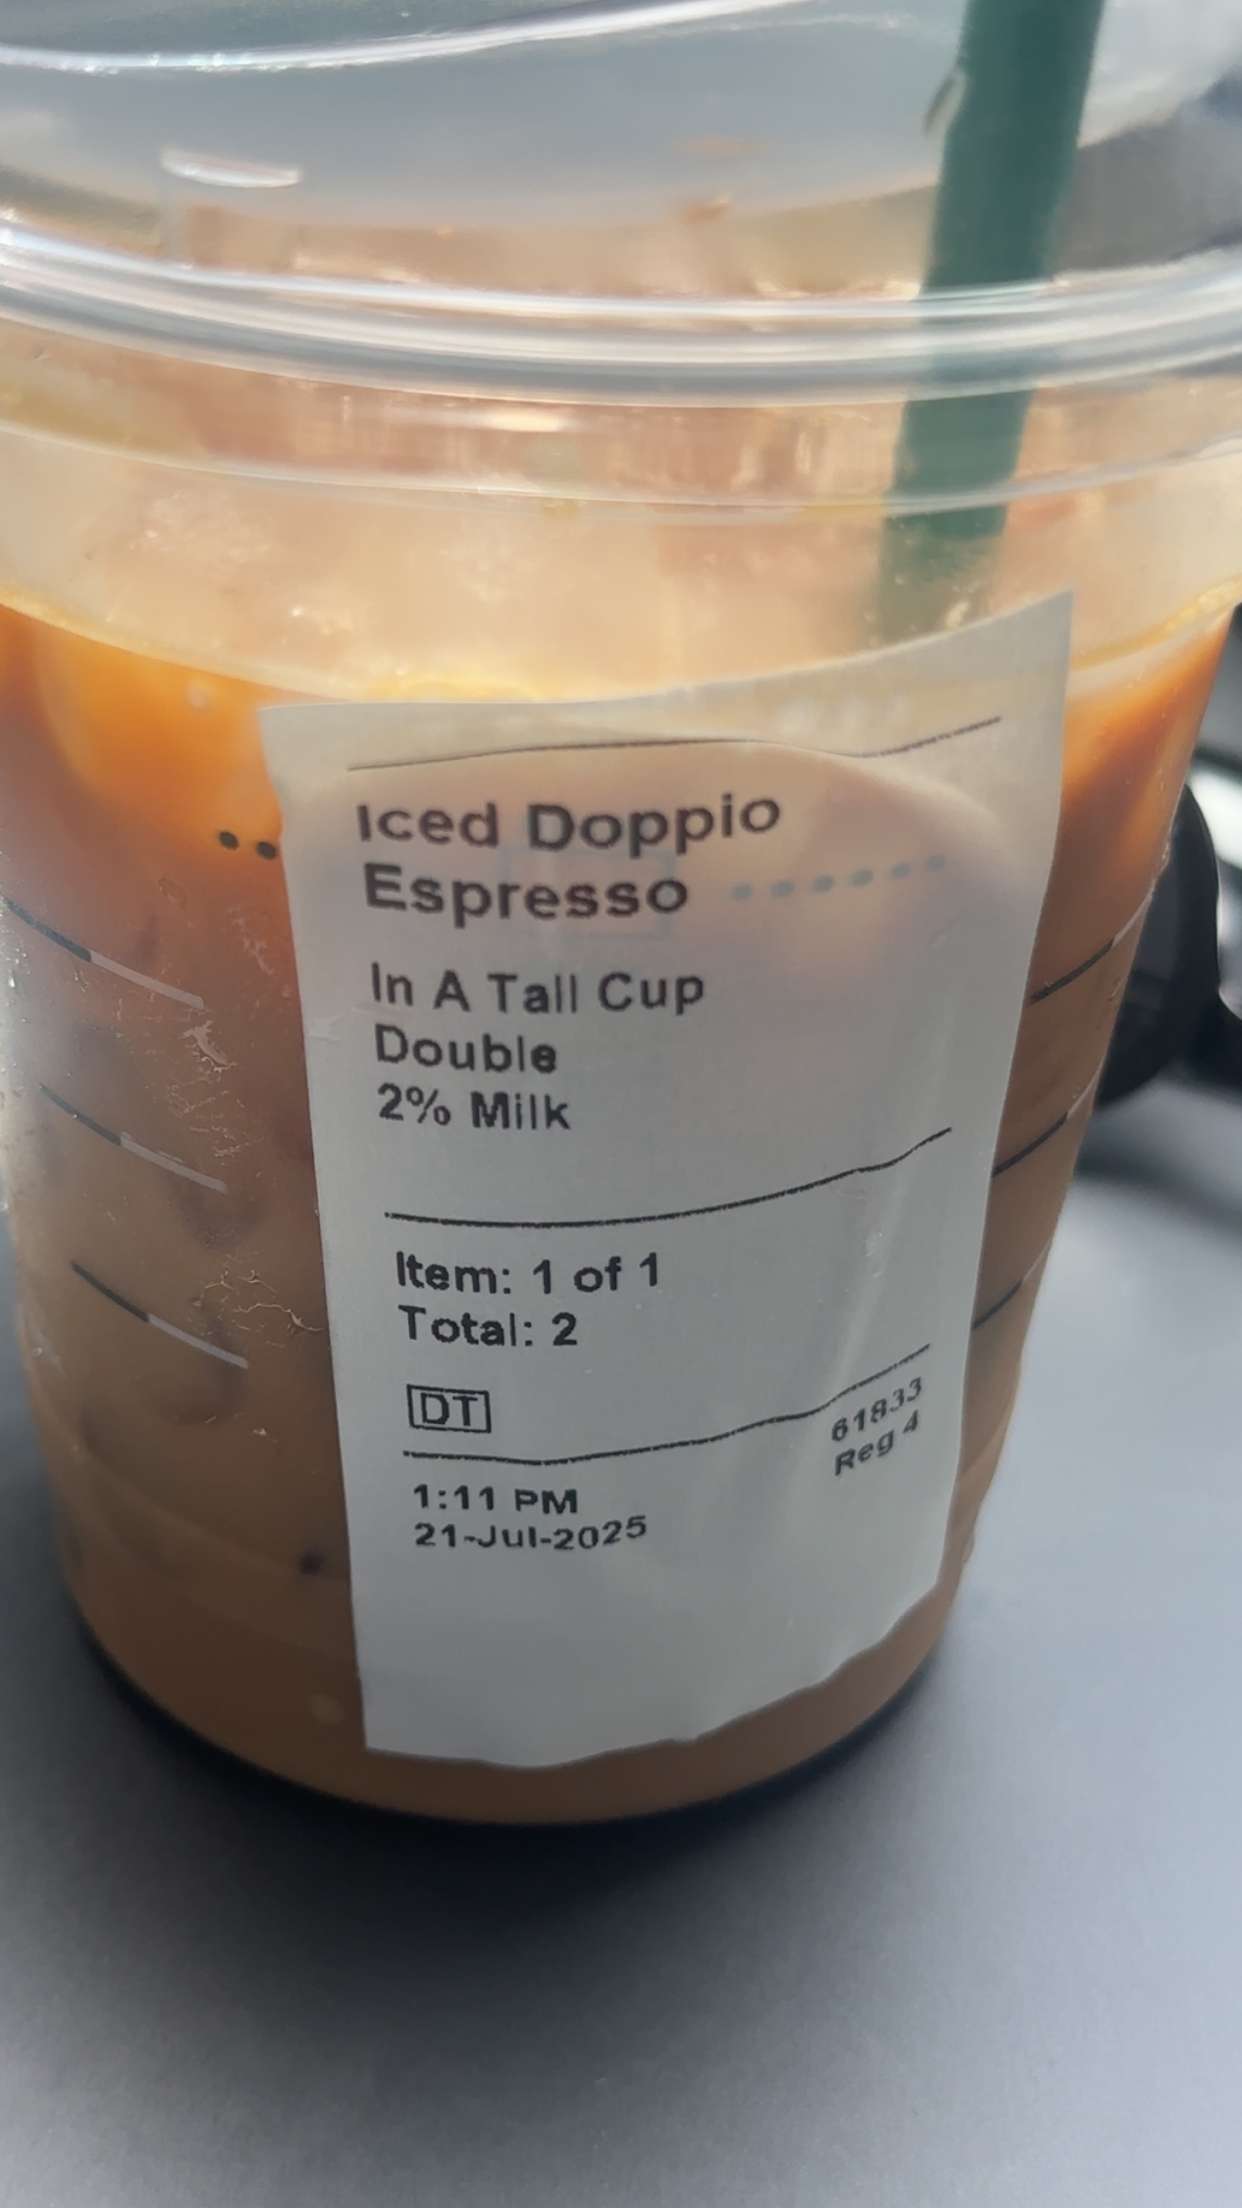 Iced Doppio
Espresso
In A Tall Cup
Double
2% Milk
Item: 1 of 1
Total: 2
DT
61833
Reg 4
1:11 PM
21-Jul-2025